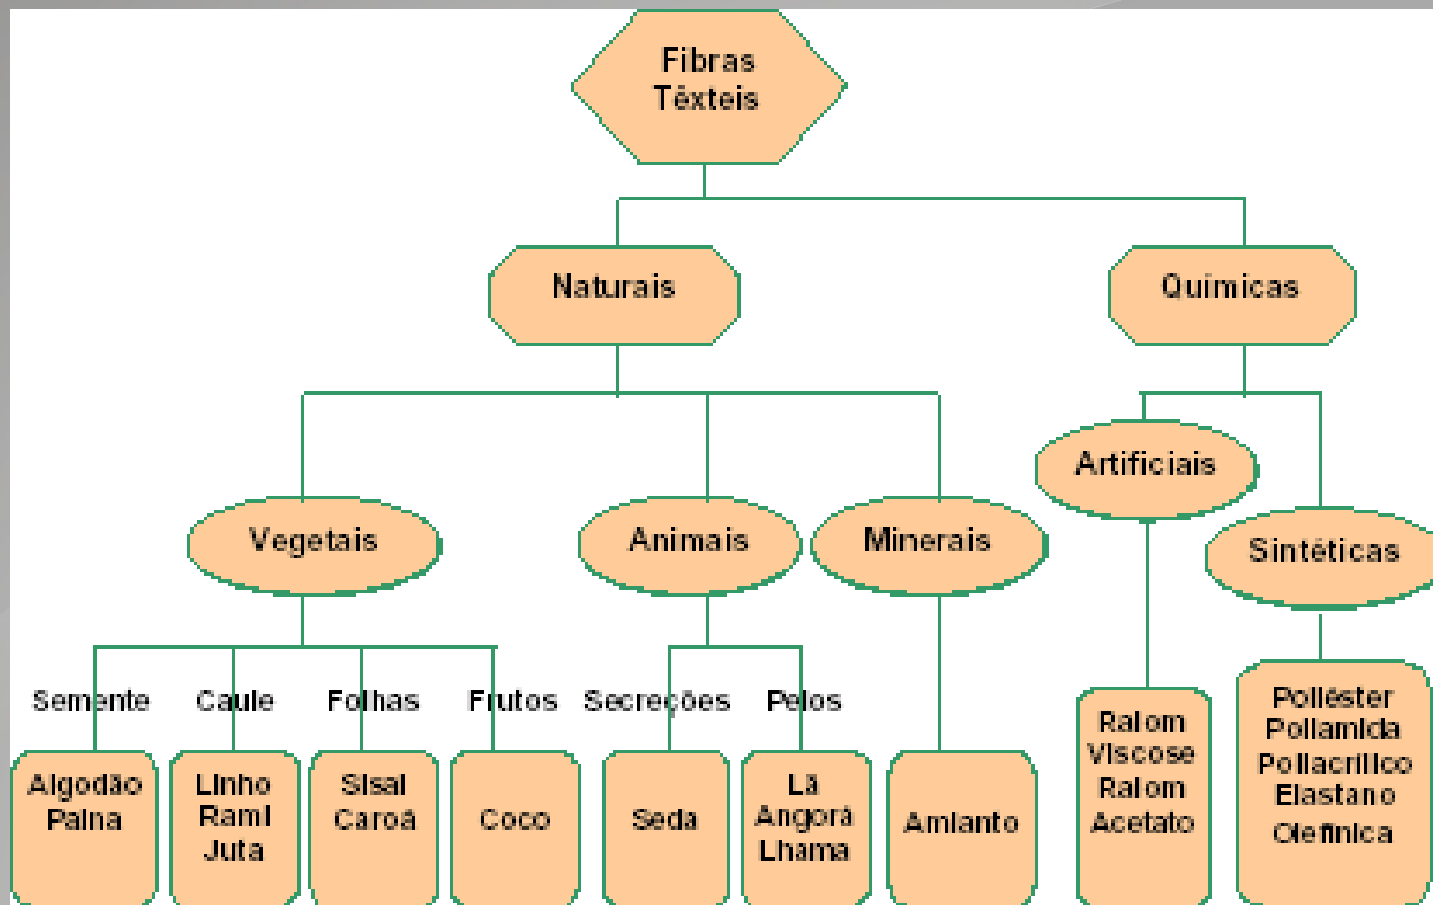 Fibras
Têxteis
Naturais
Químicas
Artificiais
Vegetais
Animais
Minerais
Sintéticas
Semente
Caule
Folhas
Frutos
Secreções
Pelos
Algodão
Paina
Linho
Rami
Juta
Sisal
Caroá
Coco
Seda
Lã
Angorá
Lhama
Amianto
Raiom
Viscose
Raiom
Acetato
Poliéster
Poliamida
Poliacrílico
Elastano
Olefínica